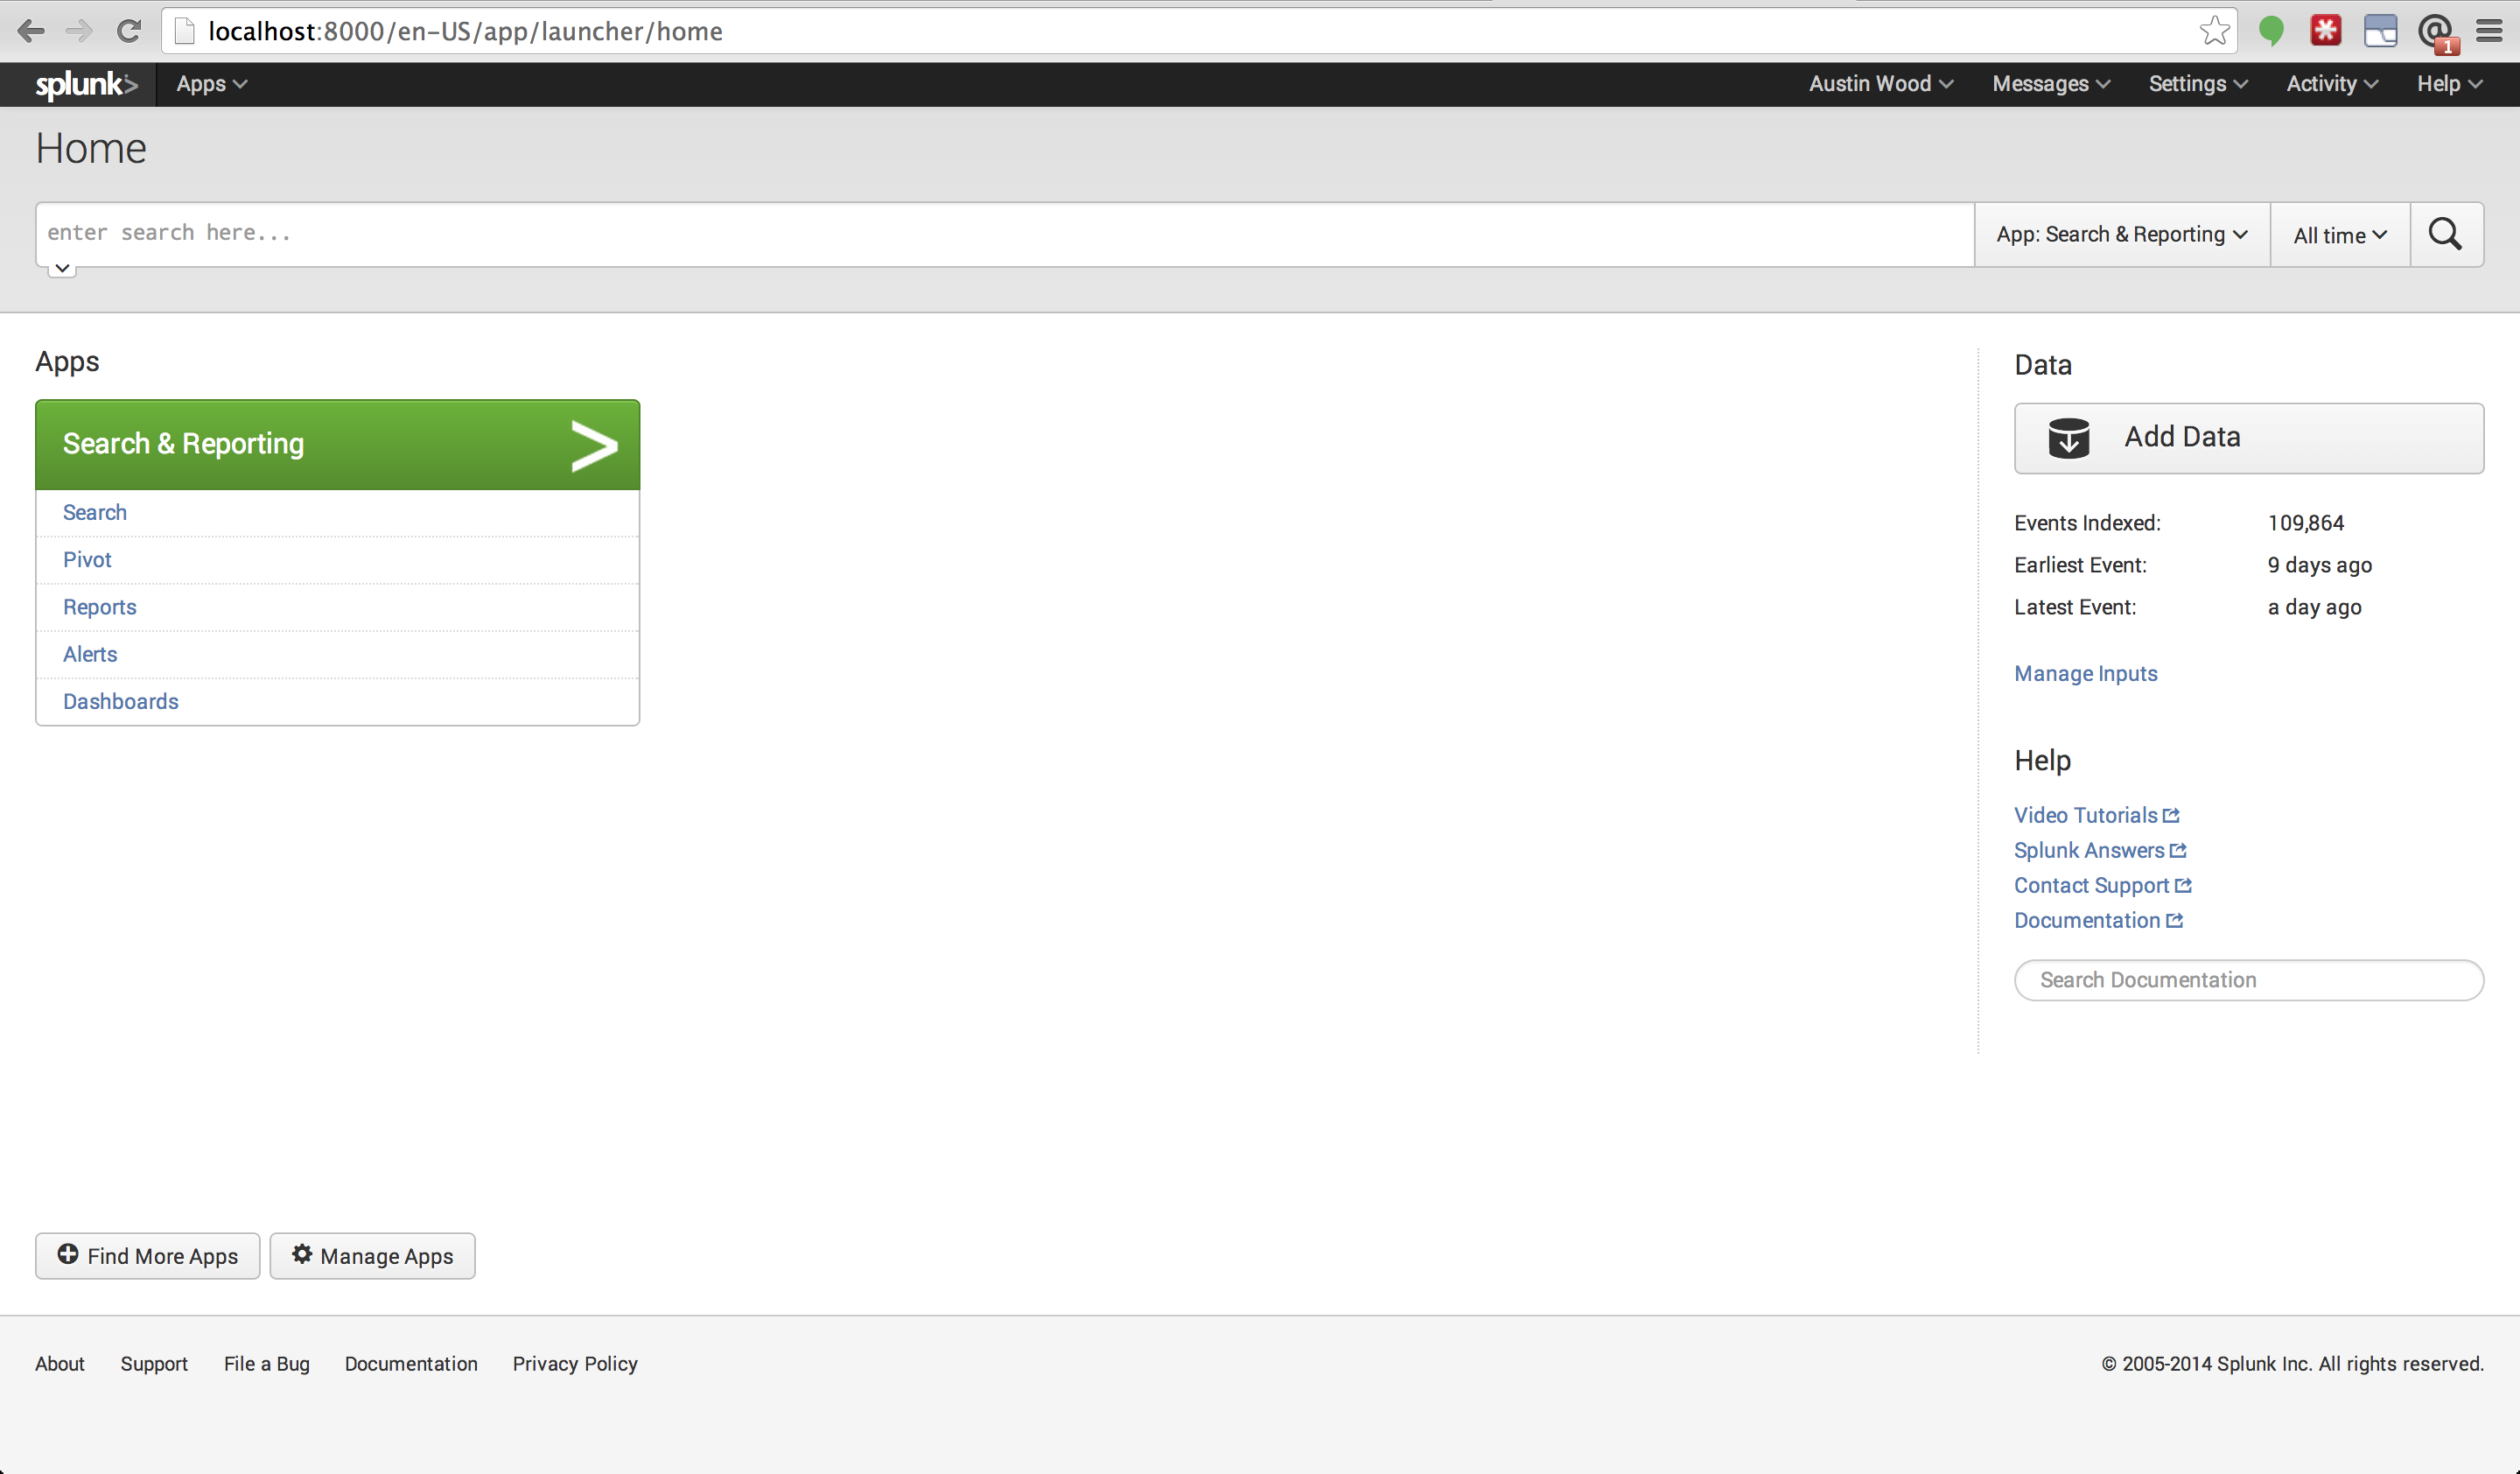 localhost:8000/en-US/app/launcher/home
1
splunk> Apps Austin Wood Messages Settings Activity Help
Home
enter search here... App: Search & Reporting All time
Apps
Search & Reporting >
Search
Pivot
Reports
Alerts
Dashboards
Data
Add Data
Events Indexed: 109,864
Earliest Event: 9 days ago
Latest Event: a day ago
Manage Inputs
Help
Video Tutorials
Splunk Answers
Contact Support
Documentation
Search Documentation
Find More Apps Manage Apps
About Support File a Bug Documentation Privacy Policy © 2005-2014 Splunk Inc. All rights reserved.